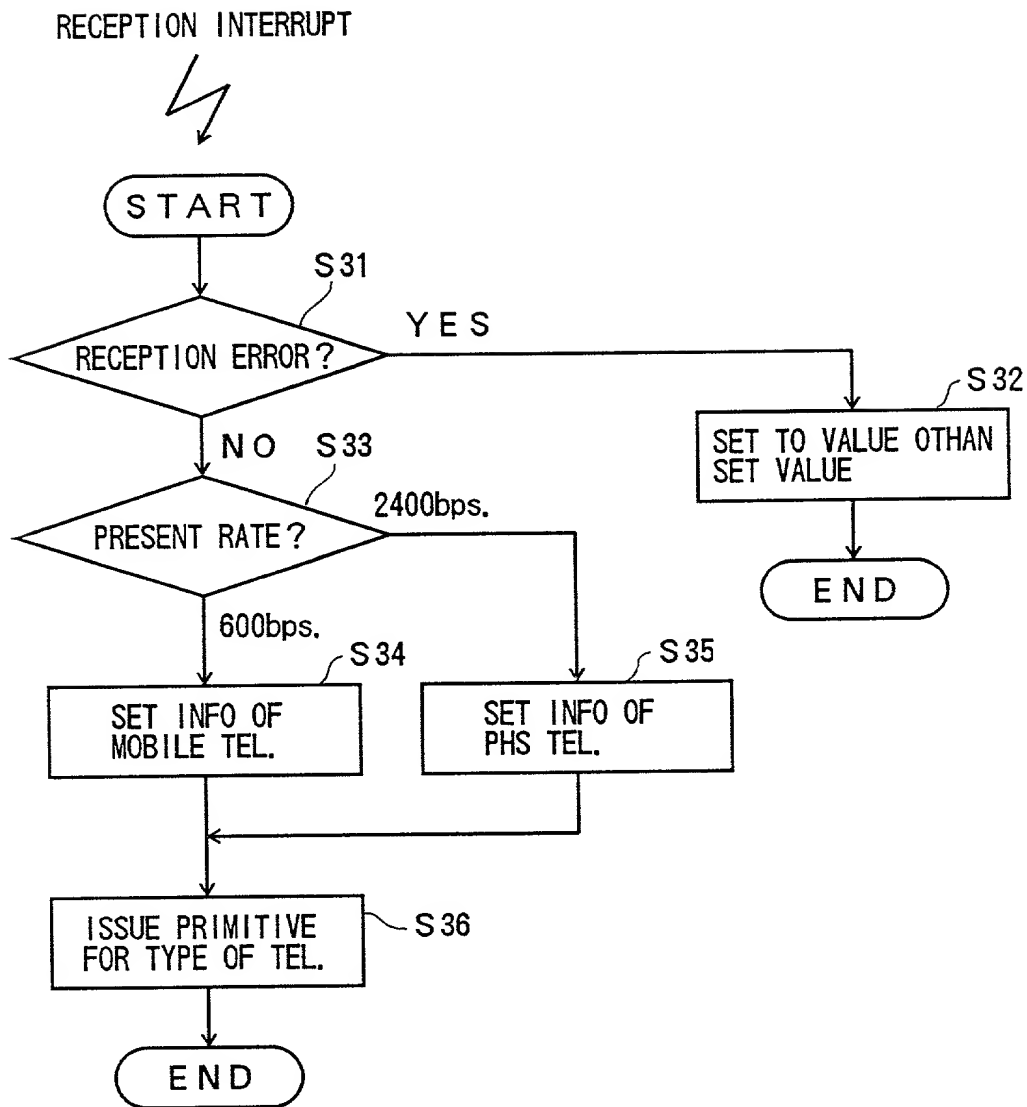 RECEPTION INTERRUPT
START
S31
RECEPTION ERROR?
YES
S32
SET TO VALUE OTHAN
SET VALUE
END
NO
S33
PRESENT RATE?
2400bps.
600bps.
S34
SET INFO OF
MOBILE TEL.
S35
SET INFO OF
PHS TEL.
ISSUE PRIMITIVE
FOR TYPE OF TEL.
S36
END